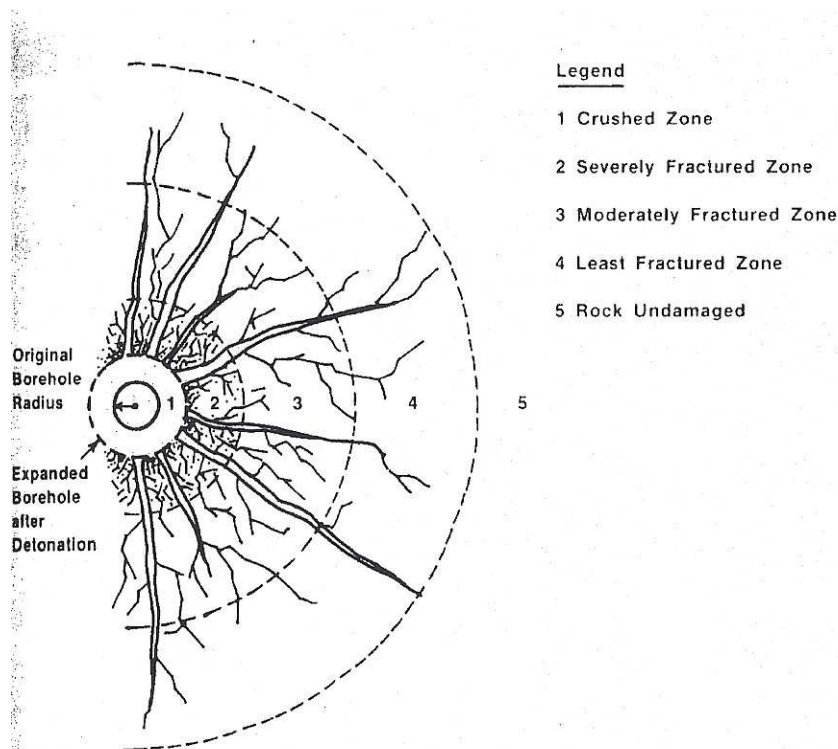 Legend
1 Crushed Zone
2 Severely Fractured Zone
3 Moderately Fractured Zone
4 Least Fractured Zone
5 Rock Undamaged
Original
Borehole
Radius
1 2 3 4 5
Expanded
Borehole
after
Detonation